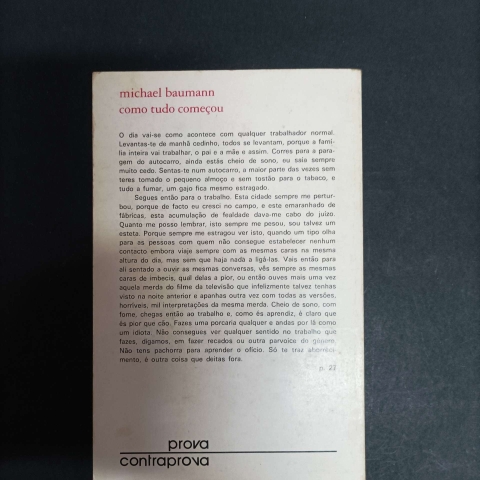 michael baumann
como tudo começou
O dia vai-se como acontece com qualquer trabalhador normal.
Levantas-te de manhã cedinho, todos se levantam, porque a famí-
lia inteira vai trabalhar, o pai e a mãe e assim. Corres para a para-
gem do autocarro, ainda estás cheio de sono, eu saía sempre
muito cedo. Sentas-te num autocarro, a maior parte das vezes sem
teres tomado o pequeno almoço e sem tostão para o tabaco, e
tudo a fumar, um gajo fica mesmo estragado.
Segues então para o trabalho. Esta cidade sempre me pertur-
bou, porque de facto eu cresci no campo, e este emaranhado de
fábricas, esta acumulação de fealdade dava-me cabo do juízo.
Quanto me posso lembrar, isto sempre me pesou, sou talvez um
esteta. Porque sempre me estragou ver isto, quando um tipo olha
para as pessoas com quem não consegue estabelecer nenhum
contacto embora viaje sempre com as mesmas caras na mesma
altura do dia, mas sem que haja nada a ligá-las. Vais então para
ali sentado a ouvir as mesmas conversas, vês sempre as mesmas
caras de imbecis, qual delas a pior, ou então ouves mais uma vez
aquela merda do filme da televisão que infelizmente talvez tenhas
visto na noite anterior e apanhas outra vez com todas as versões,
horríveis, mil interpretações da mesma merda. Cheio de sono, com
fome, chegas então ao trabalho e, como és aprendiz, é claro que
és pior que cão. Fazes uma porcaria qualquer e andas por lá como
um idiota. Não consegues ver qualquer sentido no trabalho que
fazes, digamos, em fazer recados ou outra parvoíce do género.
Não tens pachorra para aprender o ofício. Só te traz aborreci-
mento, é outra coisa que deitas fora.
p. 23
prova
contraprova